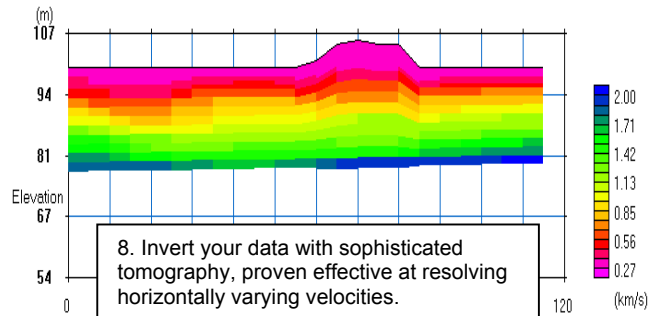 (m)
107
94
81
Elevation
67
54
0
120
8. Invert your data with sophisticated
tomography, proven effective at resolving
horizontally varying velocities.
2.00
1.71
1.42
1.13
0.85
0.56
0.27
(km/s)